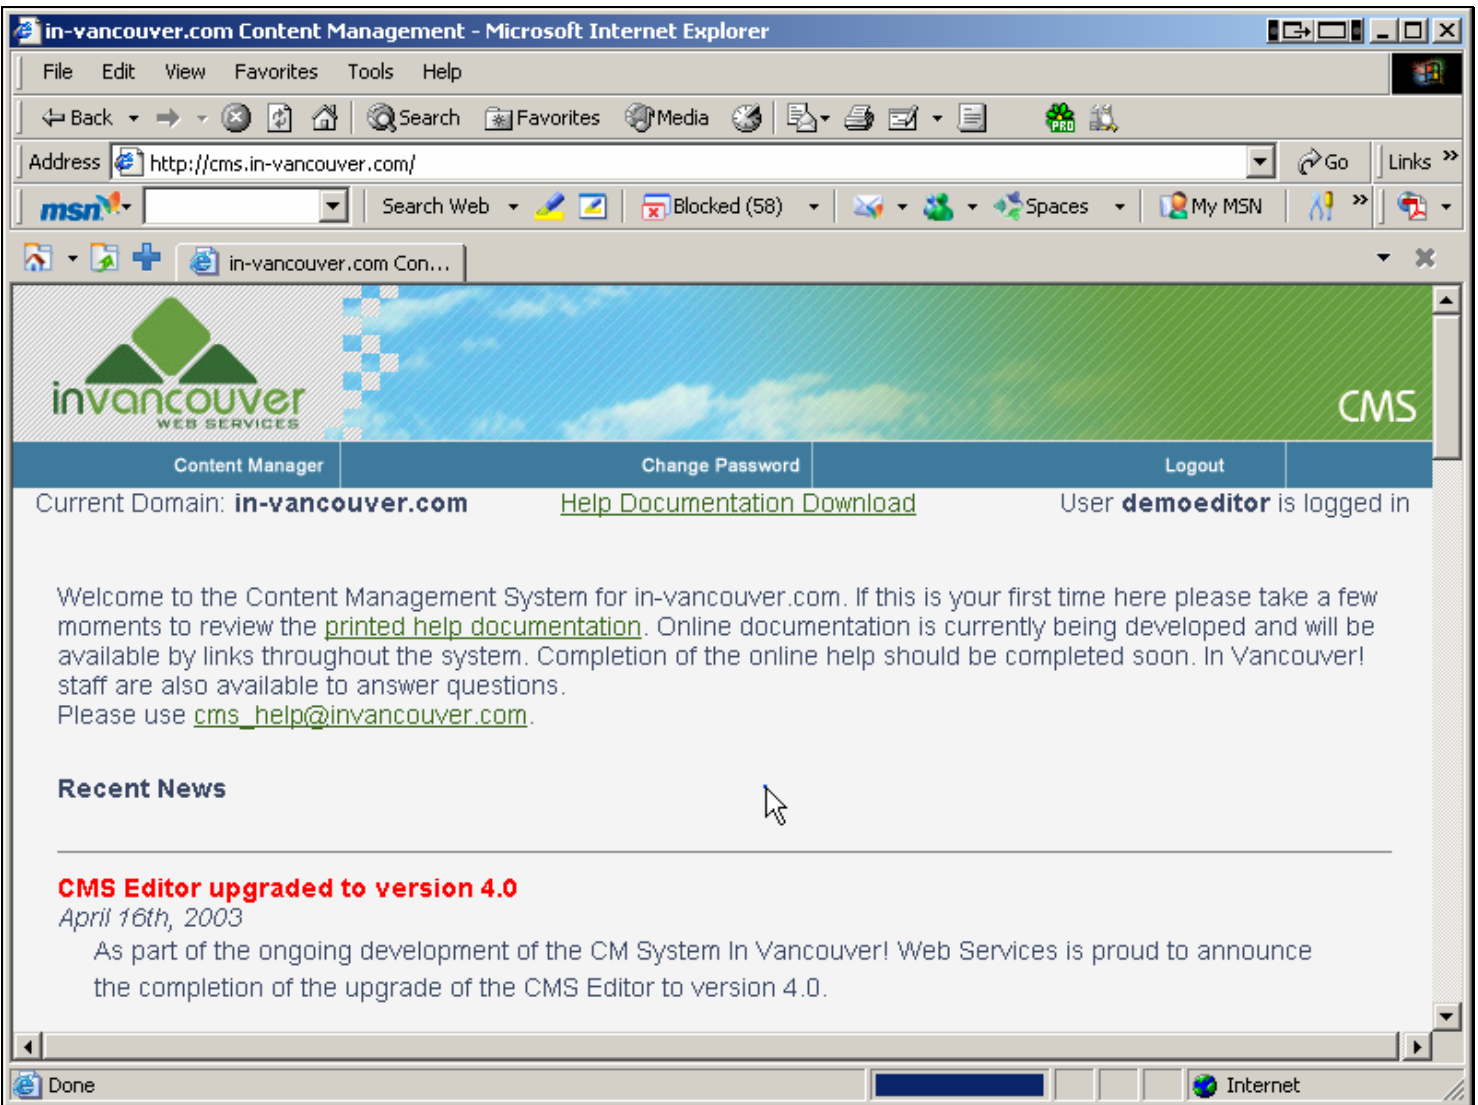 in-vancouver.com Content Management - Microsoft Internet Explorer
File Edit View Favorites Tools Help
Back Search Favorites Media PRO
Address http://cms.in-vancouver.com/ Go Links »
msn Search Web Blocked (58) Spaces My MSN »
in-vancouver.com Con...
invancouver
WEB SERVICES
CMS
Content Manager Change Password Logout
Current Domain: in-vancouver.com Help Documentation Download User demoeditor is logged in
Welcome to the Content Management System for in-vancouver.com. If this is your first time here please take a few
moments to review the printed help documentation. Online documentation is currently being developed and will be
available by links throughout the system. Completion of the online help should be completed soon. In Vancouver!
staff are also available to answer questions.
Please use cms_help@invancouver.com.
Recent News
CMS Editor upgraded to version 4.0
April 16th, 2003
As part of the ongoing development of the CM System In Vancouver! Web Services is proud to announce
the completion of the upgrade of the CMS Editor to version 4.0.
Done Internet